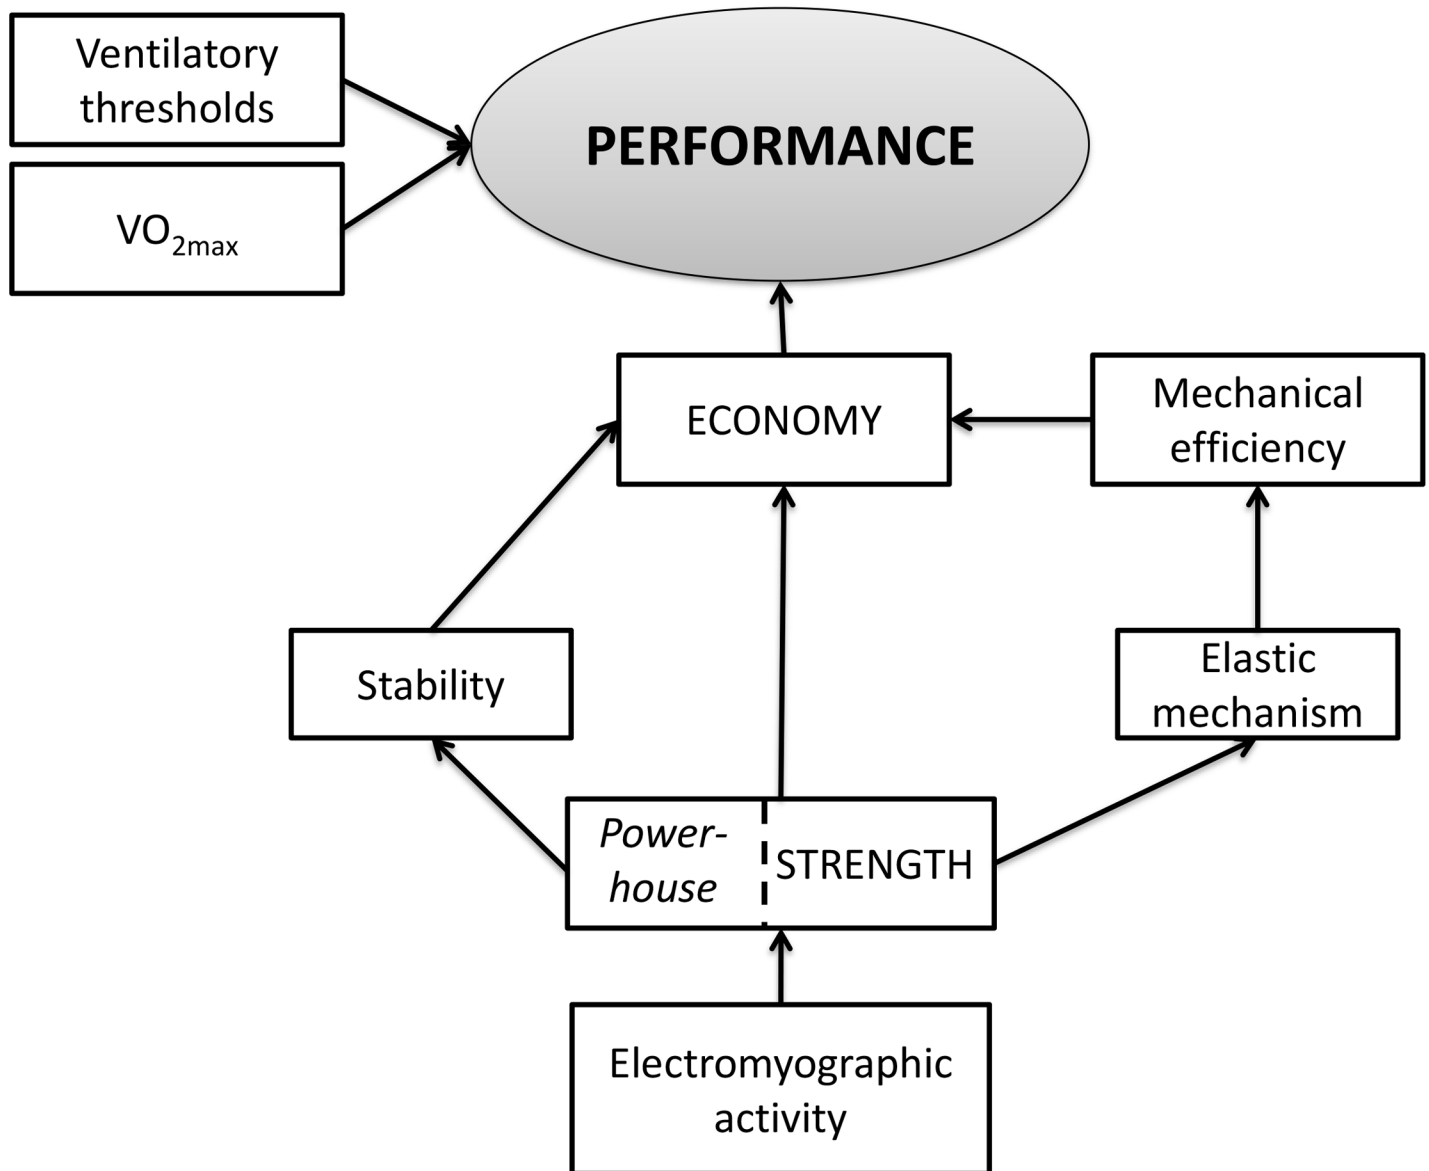 Ventilatory
thresholds
PERFORMANCE
VO₂max
ECONOMY
Mechanical
efficiency
Stability
Elastic
mechanism
Power-
house
STRENGTH
Electromyographic
activity